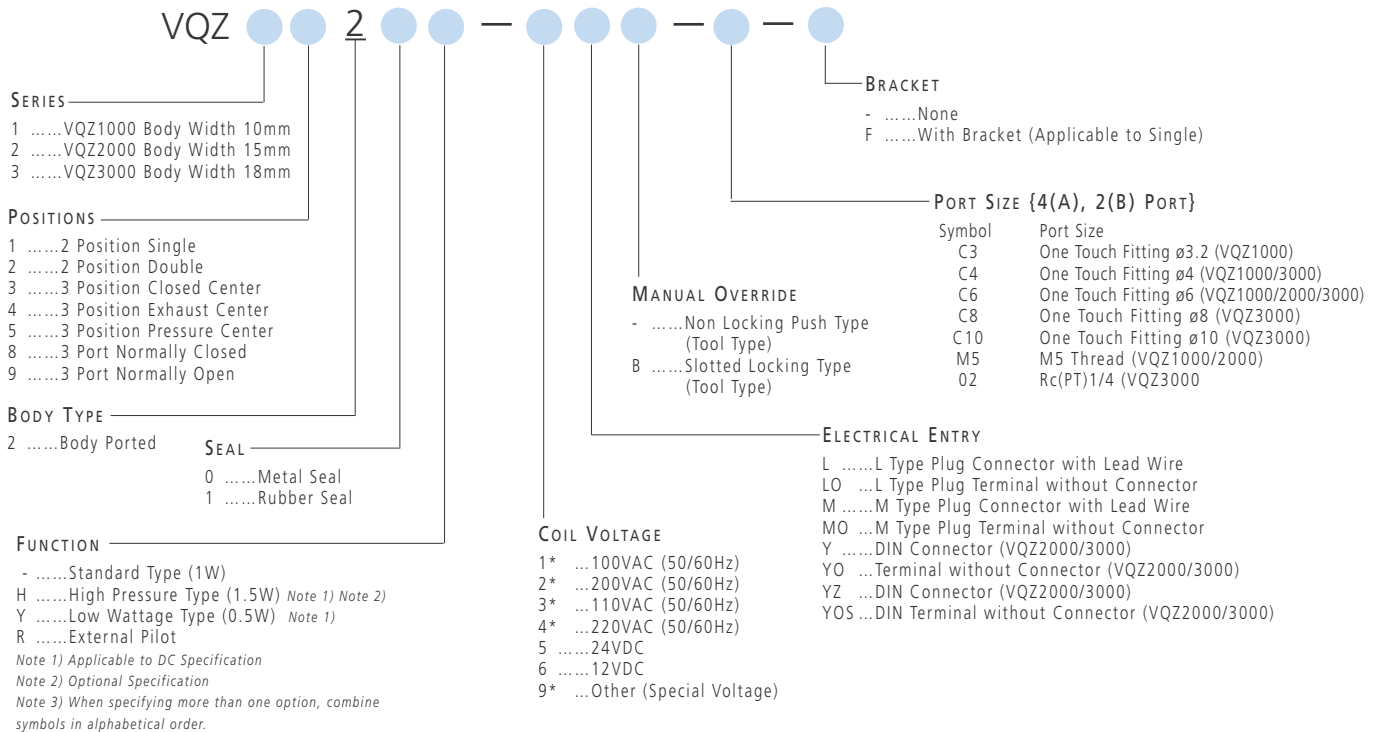 VQZ 2 — — —
SERIES
1 ......VQZ1000 Body Width 10mm
2 ......VQZ2000 Body Width 15mm
3 ......VQZ3000 Body Width 18mm
POSITIONS
1 ......2 Position Single
2 ......2 Position Double
3 ......3 Position Closed Center
4 ......3 Position Exhaust Center
5 ......3 Position Pressure Center
8 ......3 Port Normally Closed
9 ......3 Port Normally Open
BODY TYPE
2 ......Body Ported
SEAL
0 ......Metal Seal
1 ......Rubber Seal
FUNCTION
- ......Standard Type (1W)
H ......High Pressure Type (1.5W) Note 1) Note 2)
Y ......Low Wattage Type (0.5W) Note 1)
R ......External Pilot
Note 1) Applicable to DC Specification
Note 2) Optional Specification
Note 3) When specifying more than one option, combine
symbols in alphabetical order.
COIL VOLTAGE
1* ...100VAC (50/60Hz)
2* ...200VAC (50/60Hz)
3* ...110VAC (50/60Hz)
4* ...220VAC (50/60Hz)
5 ......24VDC
6 ......12VDC
9* ...Other (Special Voltage)
ELECTRICAL ENTRY
L ......L Type Plug Connector with Lead Wire
LO ...L Type Plug Terminal without Connector
M ......M Type Plug Connector with Lead Wire
MO ...M Type Plug Terminal without Connector
Y ......DIN Connector (VQZ2000/3000)
YO ...Terminal without Connector (VQZ2000/3000)
YZ ...DIN Connector (VQZ2000/3000)
YOS ...DIN Terminal without Connector (VQZ2000/3000)
MANUAL OVERRIDE
- ......Non Locking Push Type
(Tool Type)
B ......Slotted Locking Type
(Tool Type)
PORT SIZE {4(A), 2(B) PORT}
Symbol Port Size
C3 One Touch Fitting ø3.2 (VQZ1000)
C4 One Touch Fitting ø4 (VQZ1000/3000)
C6 One Touch Fitting ø6 (VQZ1000/2000/3000)
C8 One Touch Fitting ø8 (VQZ3000)
C10 One Touch Fitting ø10 (VQZ3000)
M5 M5 Thread (VQZ1000/2000)
02 Rc(PT)1/4 (VQZ3000
BRACKET
- ......None
F ......With Bracket (Applicable to Single)